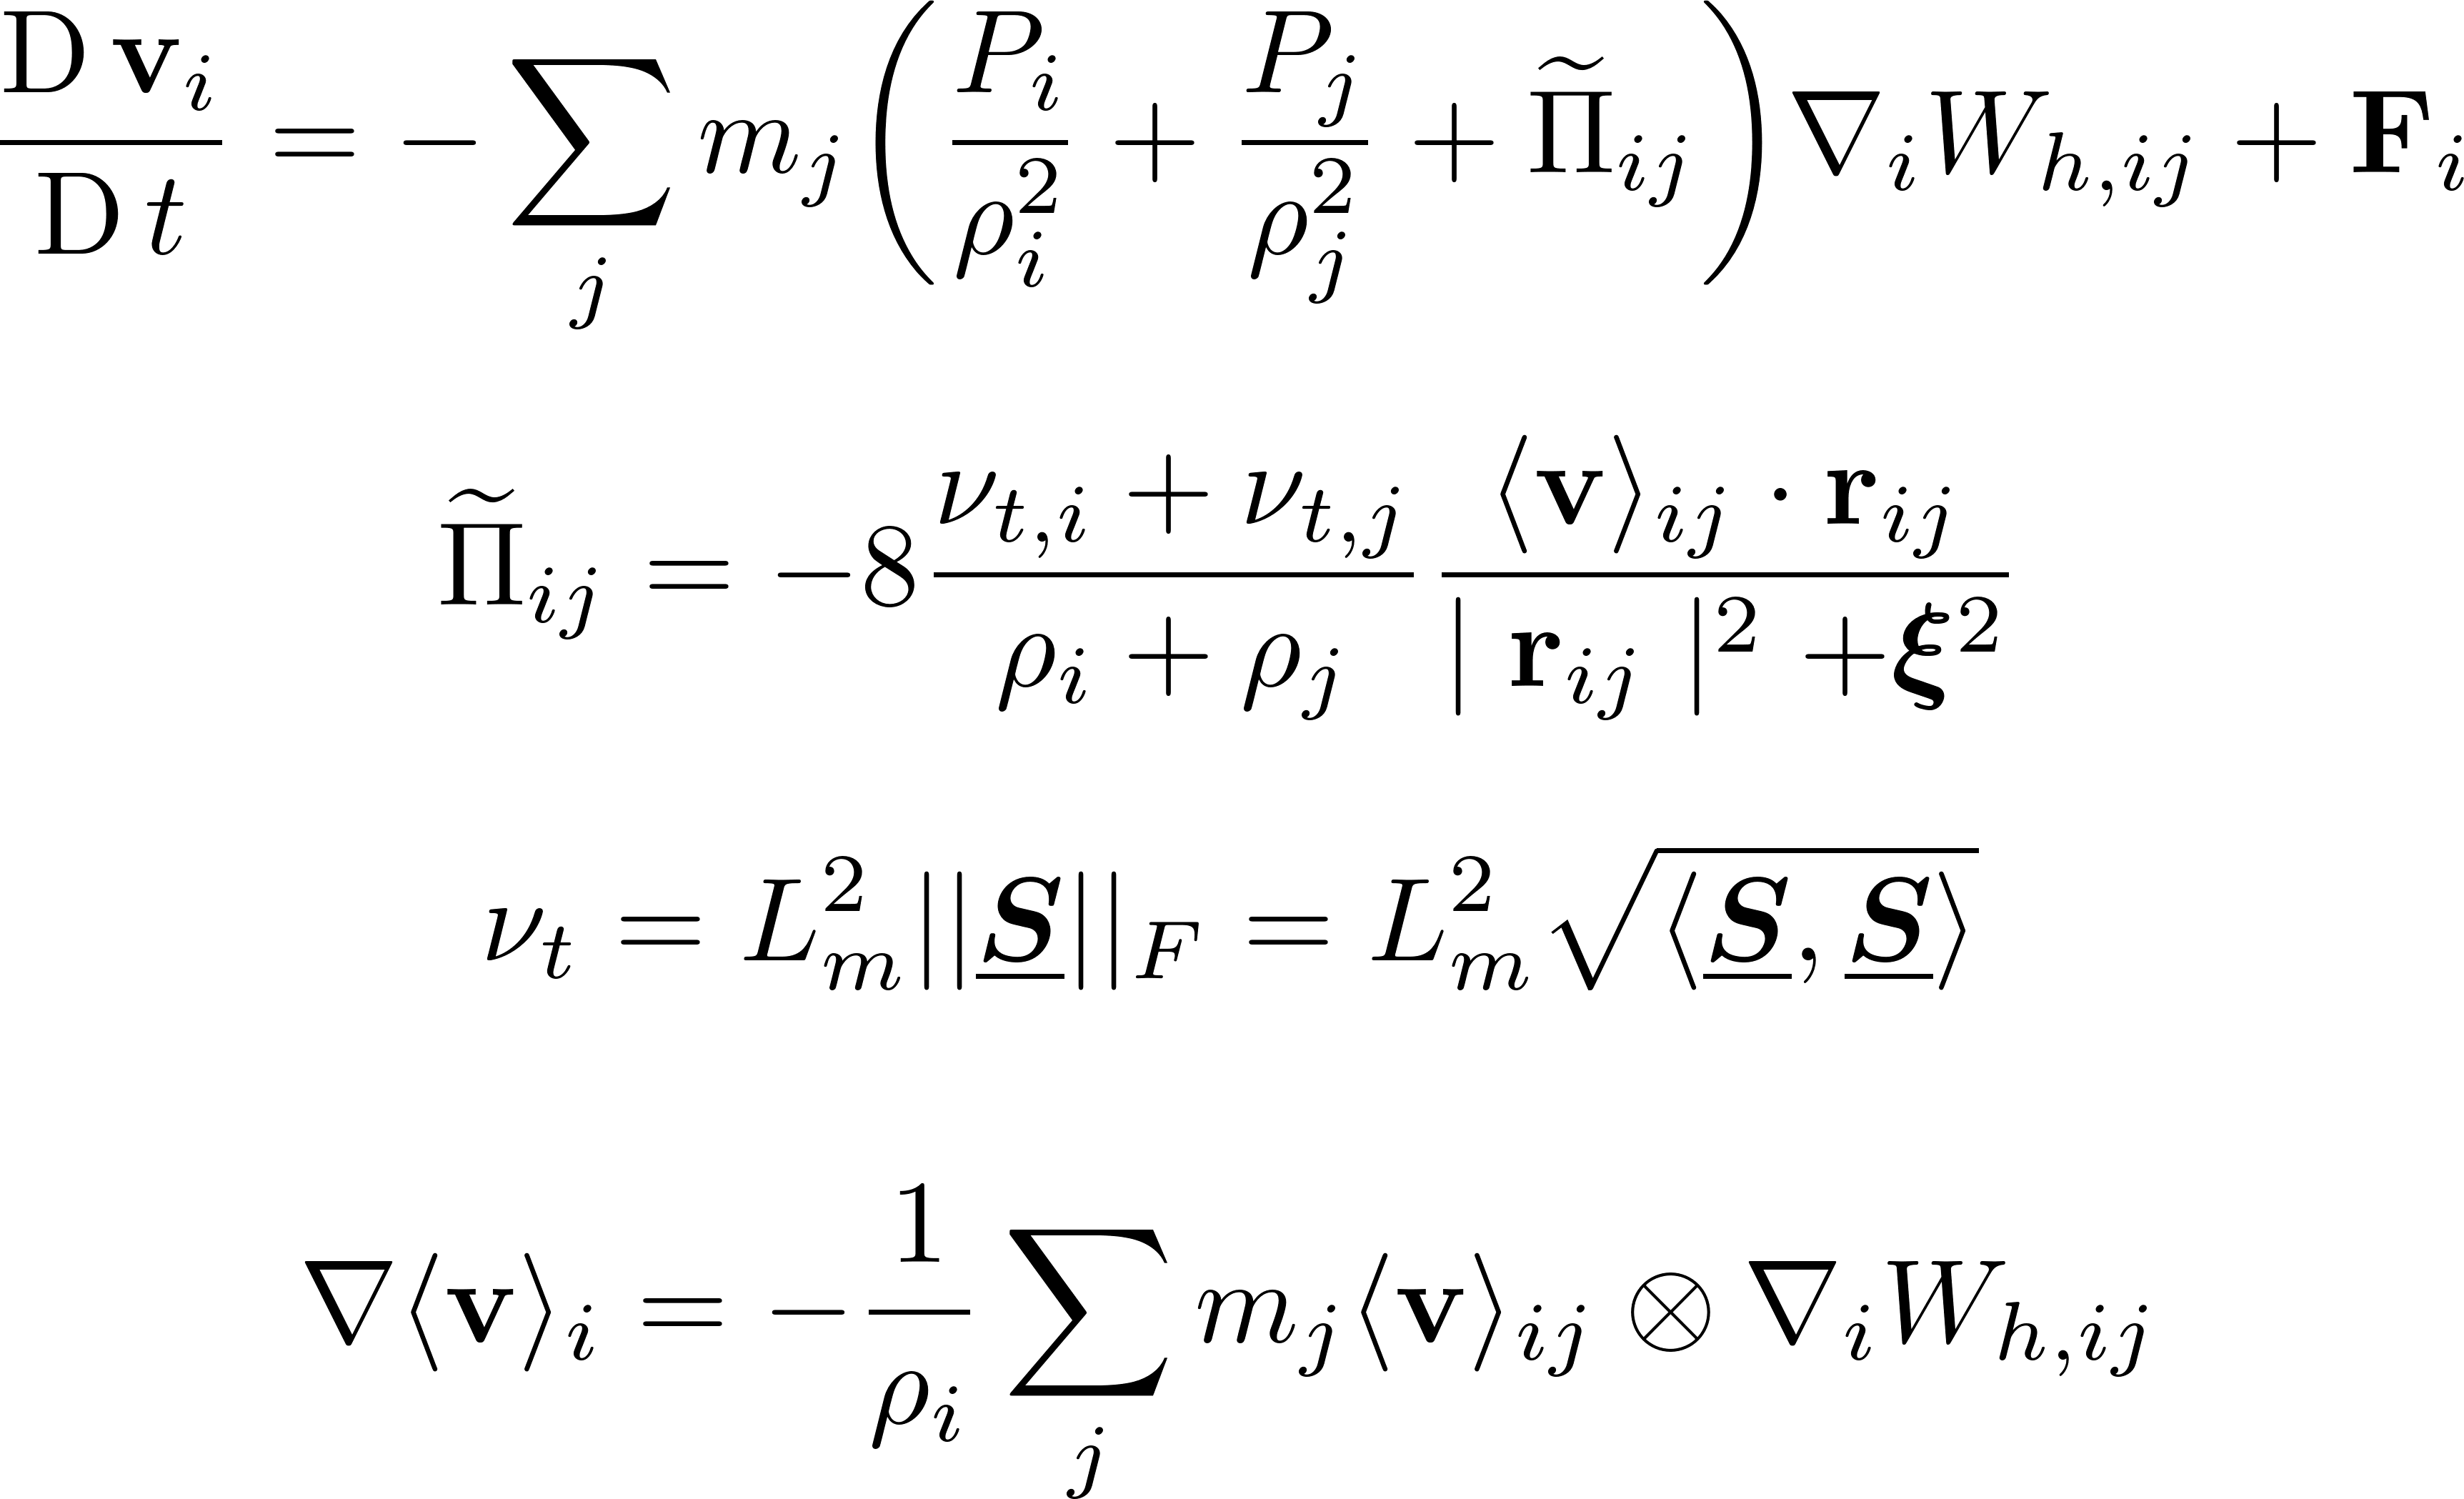 \frac{\mathrm{D}\,\mathbf{v}_i}{\mathrm{D}\,t} = -\sum_j m_j \left( \frac{P_i}{\rho_i^2} + \frac{P_j}{\rho_j^2} + \widetilde{\Pi}_{ij} \right) \nabla_i W_{h,ij} + \mathbf{F}_i
\widetilde{\Pi}_{ij} = -8 \frac{\nu_{t,i} + \nu_{t,j}}{\rho_i + \rho_j} \frac{\langle \mathbf{v} \rangle_{ij} \cdot \mathbf{r}_{ij}}{| \mathbf{r}_{ij} |^2 + \boldsymbol{\xi}^2}
\nu_t = L_m^2 ||\underline{\boldsymbol{S}}||_F = L_m^2 \sqrt{\langle \underline{\boldsymbol{S}}, \underline{\boldsymbol{S}} \rangle}
\nabla \langle \mathbf{v} \rangle_i = -\frac{1}{\rho_i} \sum_j m_j \langle \mathbf{v} \rangle_{ij} \otimes \nabla_i W_{h,ij}